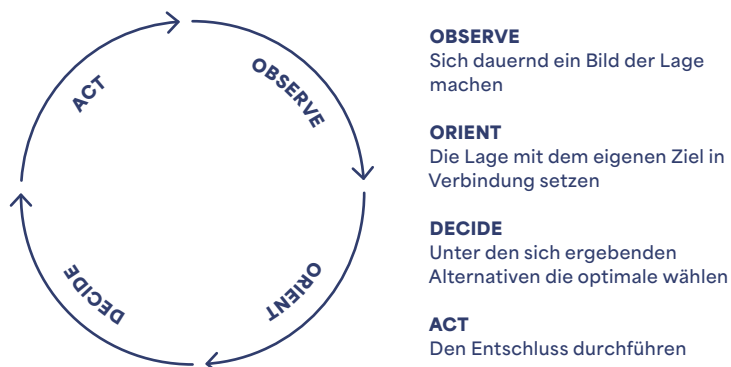 ACT
OBSERVE
DECIDE
ORIENT
OBSERVE
Sich dauernd ein Bild der Lage
machen
ORIENT
Die Lage mit dem eigenen Ziel in
Verbindung setzen
DECIDE
Unter den sich ergebenden
Alternativen die optimale wählen
ACT
Den Entschluss durchführen